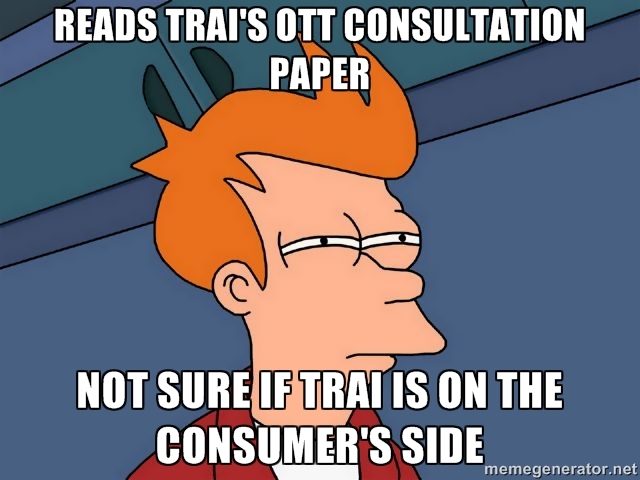 READS TRAI'S OTT CONSULTATION
PAPER
NOT SURE IF TRAI IS ON THE
CONSUMER'S SIDE
memegenerator.net